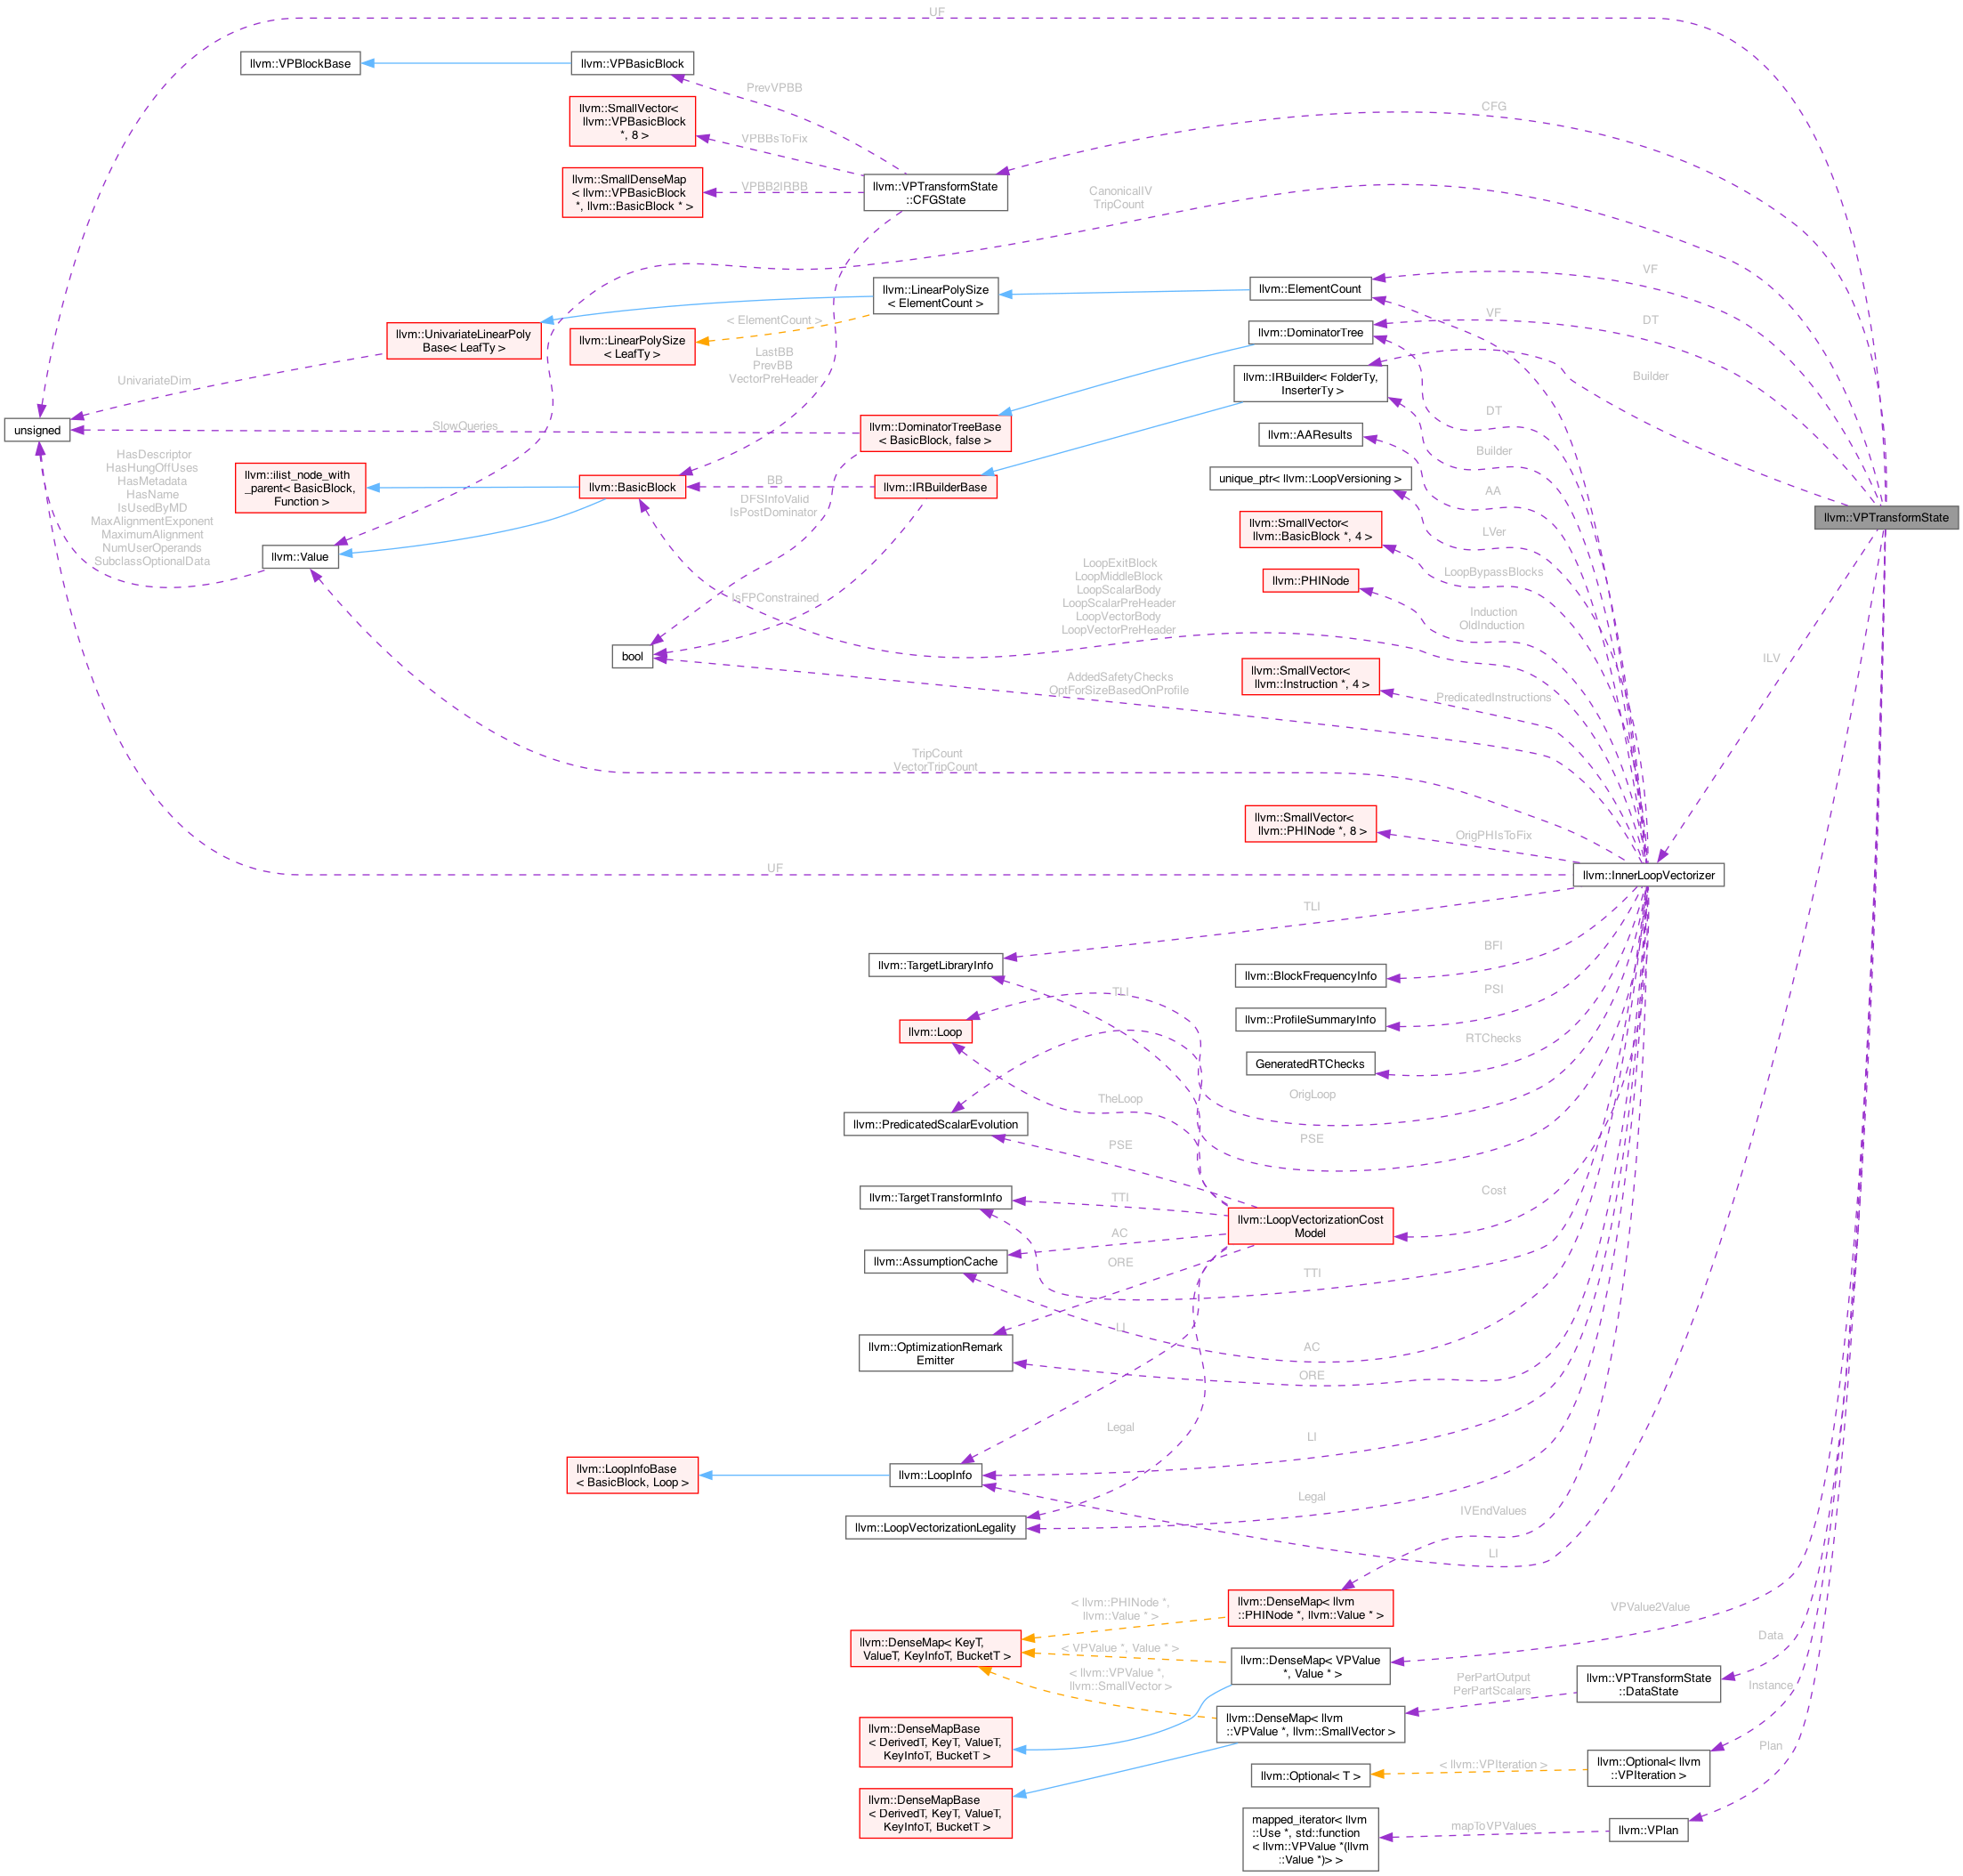 UF
llvm::VPBlockBase
llvm::VPBasicBlock
PrevVPBB
llvm::SmallVector<
llvm::VPBasicBlock
*, 8 >
VPBBsToFix
CFG
llvm::SmallDenseMap
< llvm::VPBasicBlock
*, llvm::BasicBlock * >
VPBB2IRBB
llvm::VPTransformState
::CFGState
CanonicalIV
TripCount
llvm::LinearPolySize
< ElementCount >
llvm::ElementCount
VF
VF
llvm::UnivariateLinearPoly
Base< LeafTy >
llvm::LinearPolySize
< LeafTy >
< ElementCount >
llvm::DominatorTree
DT
UnivariateDim
LastBB
PrevBB
VectorPreHeader
llvm::IRBuilder< FolderTy,
InserterTy >
Builder
DT
unsigned
SlowQueries
llvm::DominatorTreeBase
< BasicBlock, false >
llvm::AAResults
Builder
HasDescriptor
HasHungOffUses
HasMetadata
HasName
IsUsedByMD
MaxAlignmentExponent
MaximumAlignment
NumUserOperands
SubclassOptionalData
llvm::ilist_node_with
_parent< BasicBlock,
Function >
llvm::BasicBlock
BB
llvm::IRBuilderBase
DFSInfoValid
IsPostDominator
unique_ptr< llvm::LoopVersioning >
AA
llvm::VPTransformState
llvm::Value
llvm::SmallVector<
llvm::BasicBlock *, 4 >
LVer
LoopBypassBlocks
llvm::PHINode
IsFPConstrained
LoopExitBlock
LoopMiddleBlock
LoopScalarBody
LoopScalarPreHeader
LoopVectorBody
LoopVectorPreHeader
Induction
OldInduction
bool
ILV
llvm::SmallVector<
llvm::Instruction *, 4 >
AddedSafetyChecks
OptForSizeBasedOnProfile
PredicatedInstructions
TripCount
VectorTripCount
llvm::SmallVector<
llvm::PHINode *, 8 >
OrigPHIsToFix
UF
llvm::InnerLoopVectorizer
TLI
llvm::TargetLibraryInfo
llvm::BlockFrequencyInfo
BFI
TLI
PSI
llvm::Loop
llvm::ProfileSummaryInfo
RTChecks
GeneratedRTChecks
TheLoop
OrigLoop
llvm::PredicatedScalarEvolution
PSE
PSE
llvm::TargetTransformInfo
TTI
Cost
llvm::LoopVectorizationCost
Model
AC
llvm::AssumptionCache
ORE
TTI
LI
llvm::OptimizationRemark
Emitter
AC
ORE
Legal
LI
llvm::LoopInfoBase
< BasicBlock, Loop >
llvm::LoopInfo
Legal
IVEndValues
llvm::LoopVectorizationLegality
LI
< llvm::PHINode *,
llvm::Value * >
llvm::DenseMap< llvm
::PHINode *, llvm::Value * >
VPValue2Value
llvm::DenseMap< KeyT,
ValueT, KeyInfoT, BucketT >
< VPValue *, Value * >
llvm::DenseMap< VPValue
*, Value * >
Data
< llvm::VPValue *,
llvm::SmallVector >
PerPartOutput
PerPartScalars
llvm::VPTransformState
::DataState
Instance
llvm::DenseMapBase
< DerivedT, KeyT, ValueT,
KeyInfoT, BucketT >
llvm::DenseMap< llvm
::VPValue *, llvm::SmallVector >
Plan
llvm::Optional< T >
< llvm::VPIteration >
llvm::Optional< llvm
::VPIteration >
llvm::DenseMapBase
< DerivedT, KeyT, ValueT,
KeyInfoT, BucketT >
mapped_iterator< llvm
::Use *, std::function
< llvm::VPValue *(llvm
::Value *)> >
mapToVPValues
llvm::VPlan